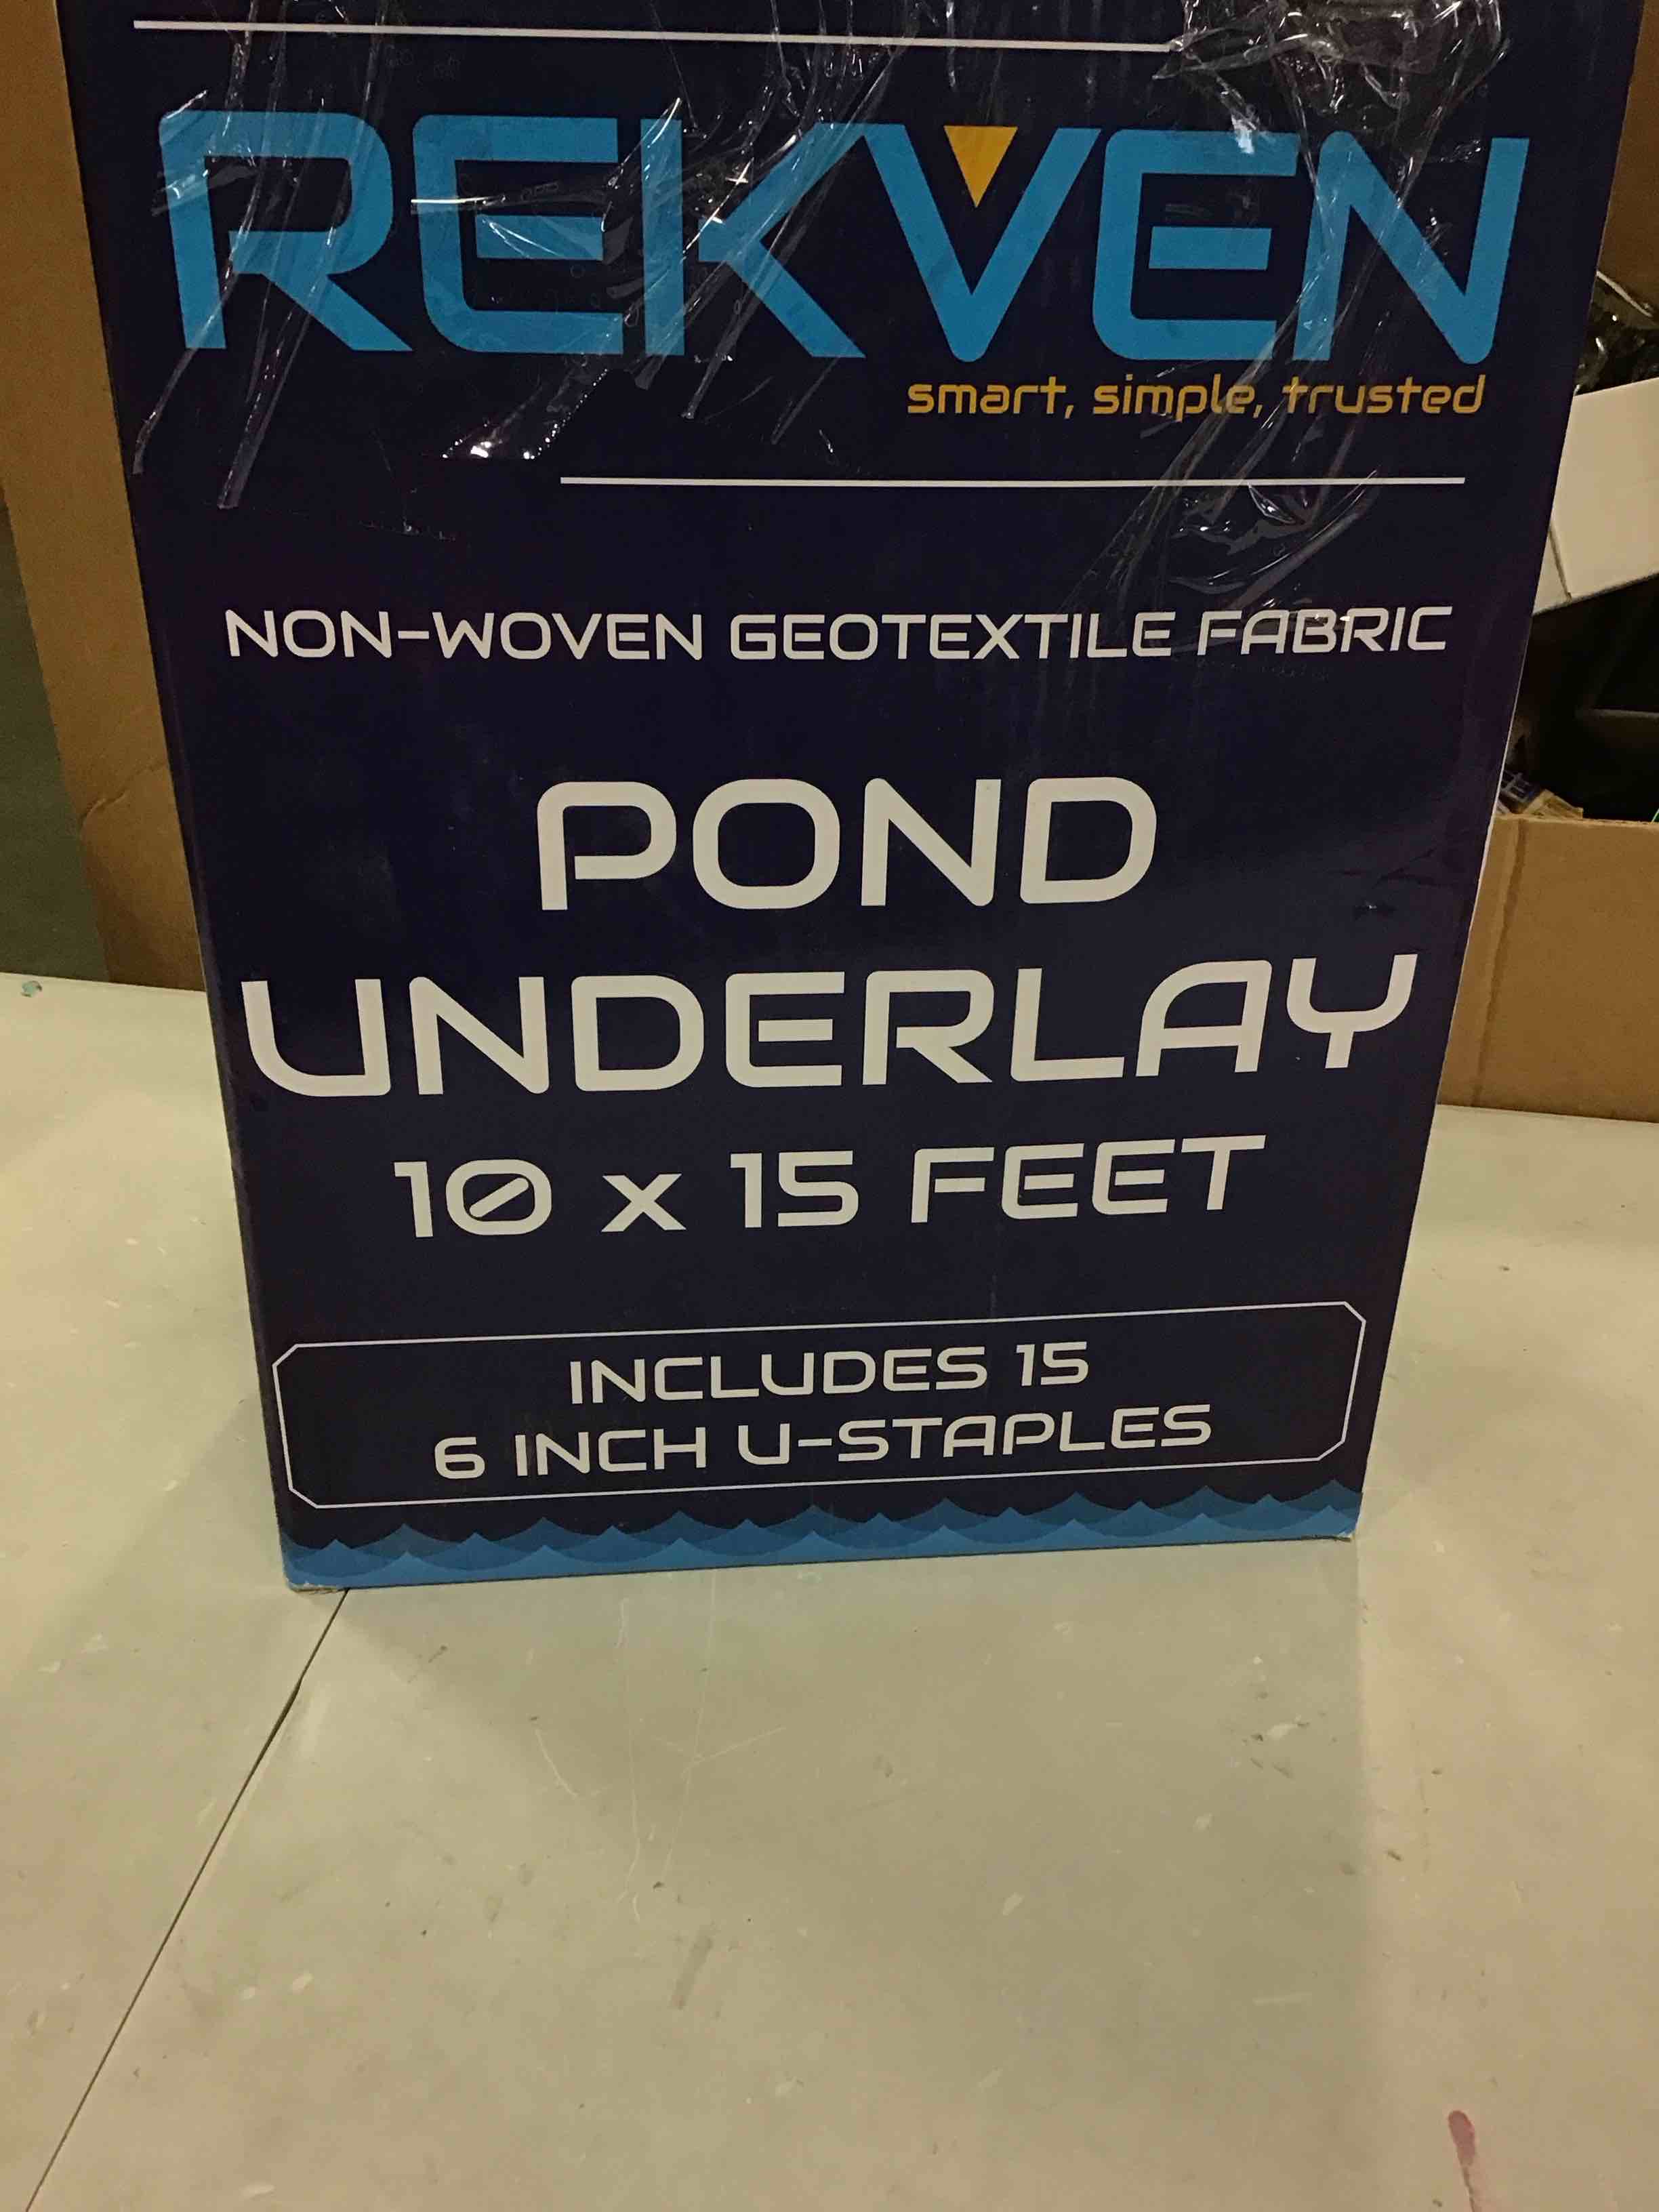 REKVEN
smart, simple, trusted
NON-WOVEN GEOTEXTILE FABRIC
POND
UNDERLAY
10 x 15 FEET
INCLUDES 15
6 INCH U-STAPLES